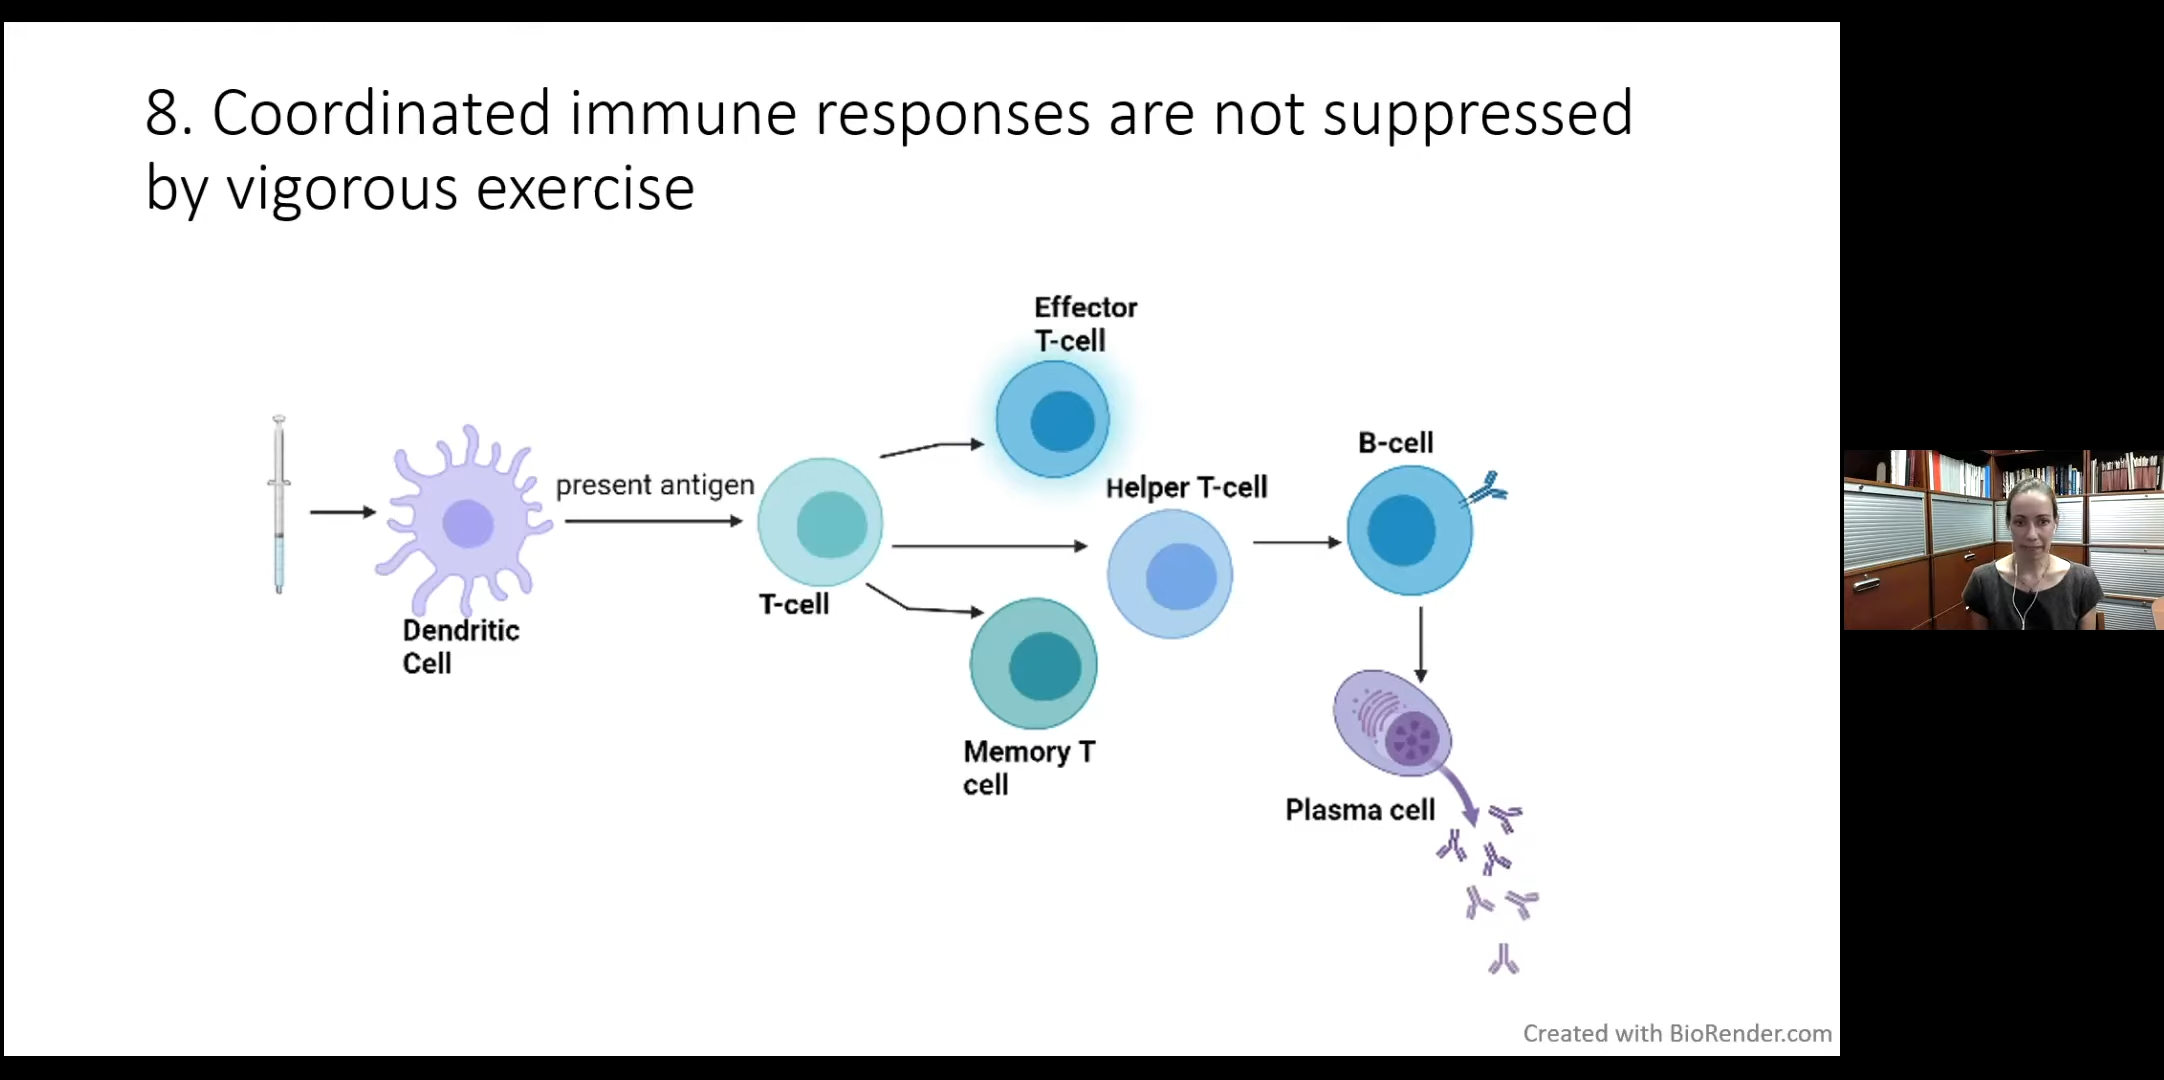 8. Coordinated immune responses are not suppressed
by vigorous exercise
Effector
T-cell
B-cell
present antigen
Helper T-cell
T-cell
Dendritic
Cell
Memory T
cell
Plasma cell
Created with BioRender.com